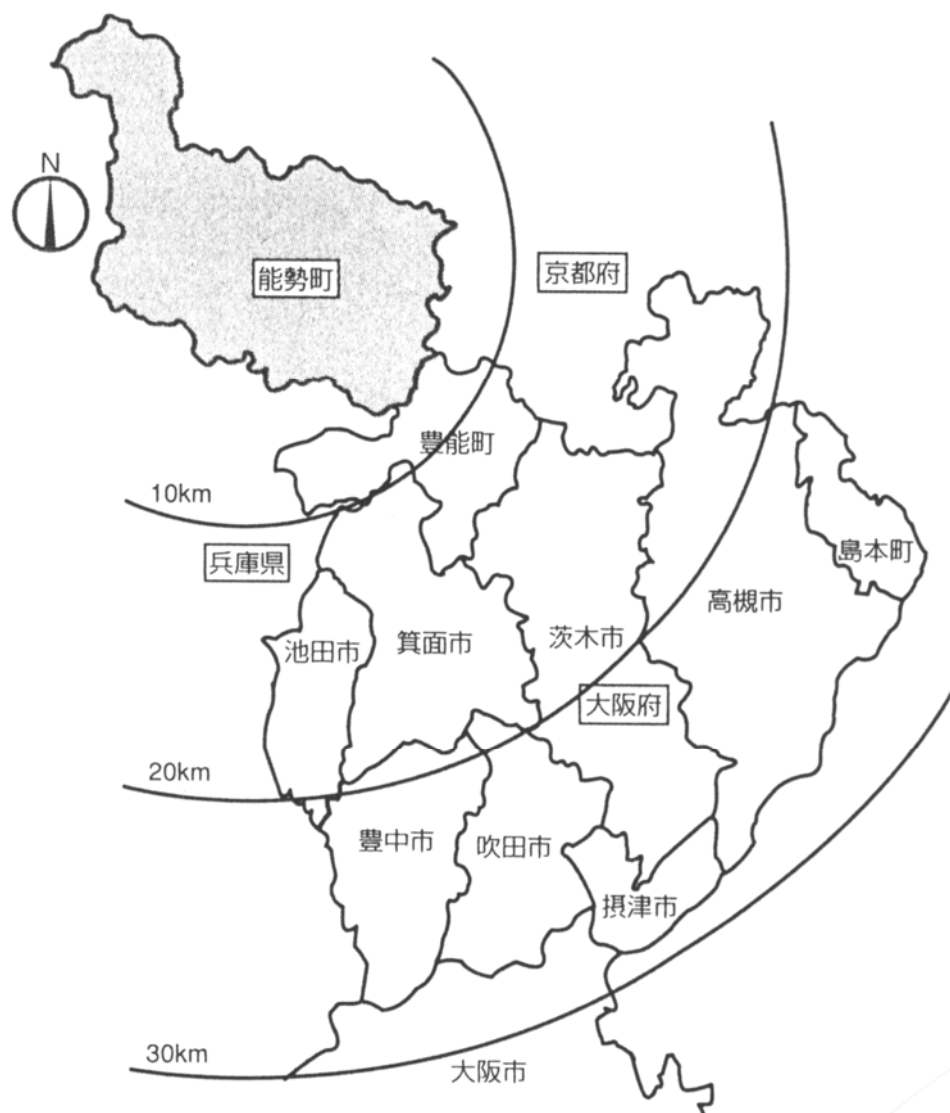 N
能勢町
京都府
豊能町
10km
兵庫県
島本町
高槻市
池田市
箕面市
茨木市
大阪府
20km
豊中市
吹田市
摂津市
30km
大阪市